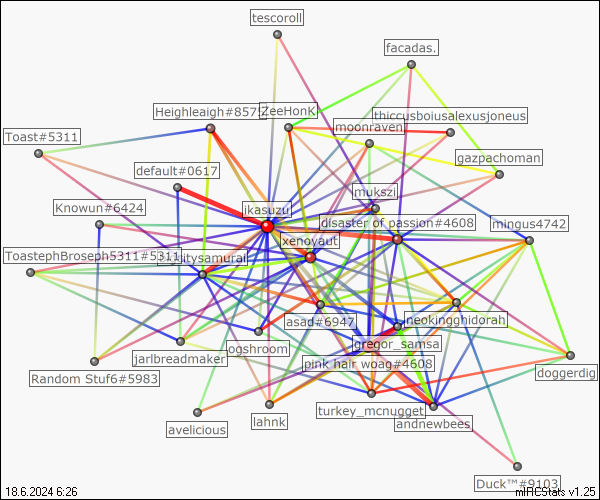 tescoroll
facadas.
Heighleaigh#857
ZeeHonK
thiccusboiusalexusjoneus
Toast#5311
moonraven
gazpachoman
default#0617
mukszi
Knowun#6424
ikasuzu
disaster of passion#4608
mingus4742
xenoyaut
ToastephBroseph5311#5311
itysamurai
asad#6947
neokingghidorah
jarlbreadmaker
ogshroom
gregor_samsa
Random Stuf6#5983
pink hair woag#4608
doggerdig
avelicious
lahnk
turkey_mcnugget
andnewbees
Duck™#9103
18.6.2024 6:26
mIRCStats v1.25